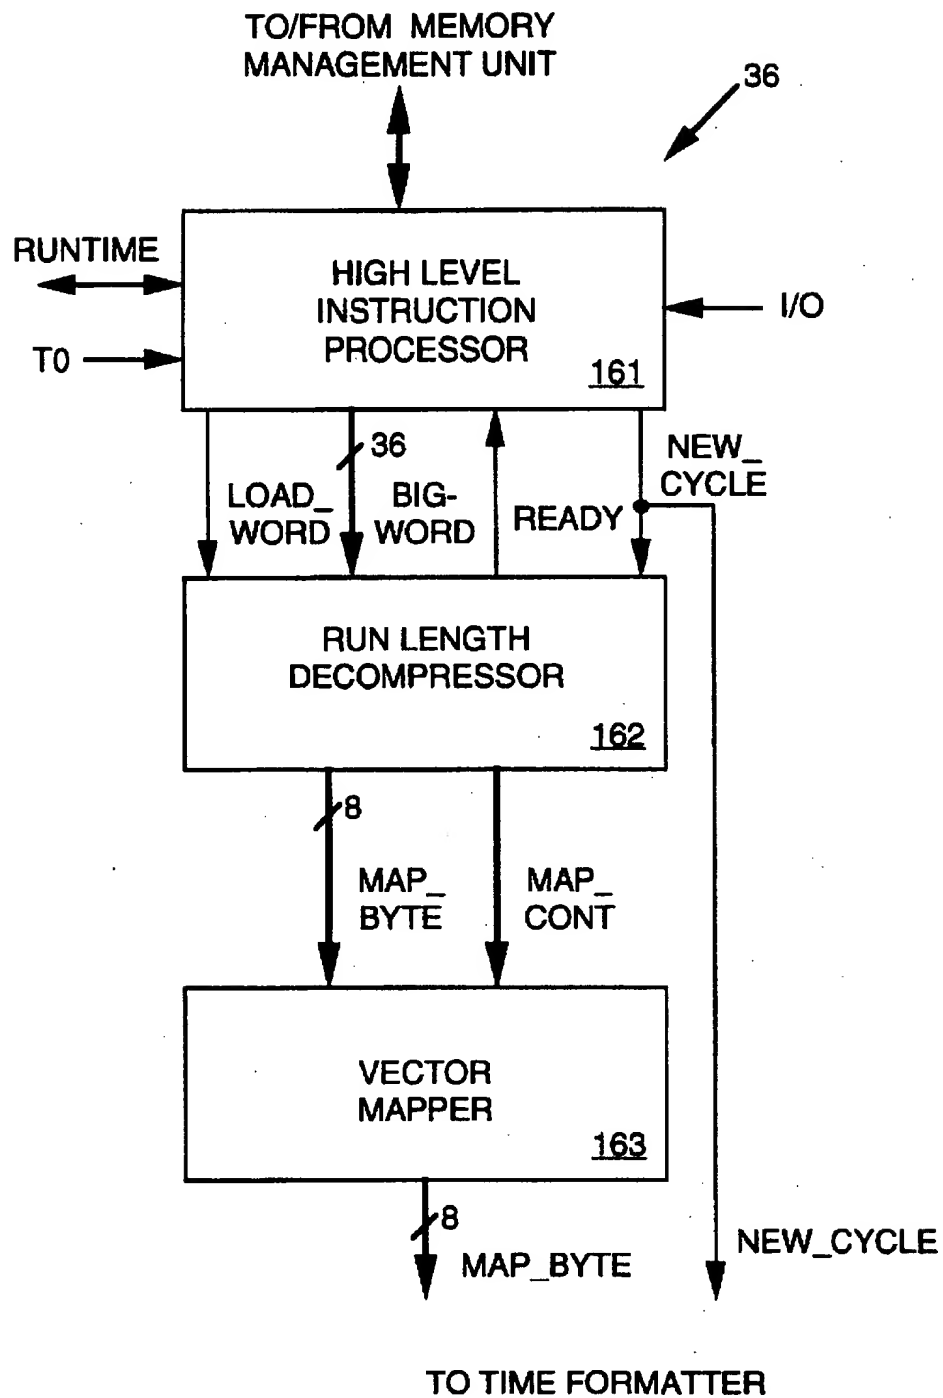 TO/FROM MEMORY
MANAGEMENT UNIT
36
RUNTIME
T0
HIGH LEVEL
INSTRUCTION
PROCESSOR
161
I/O
36
LOAD_
WORD
BIG-
WORD
READY
NEW_
CYCLE
RUN LENGTH
DECOMPRESSOR
162
8
MAP_
BYTE
MAP_
CONT
VECTOR
MAPPER
163
8
MAP_BYTE
NEW_CYCLE
TO TIME FORMATTER